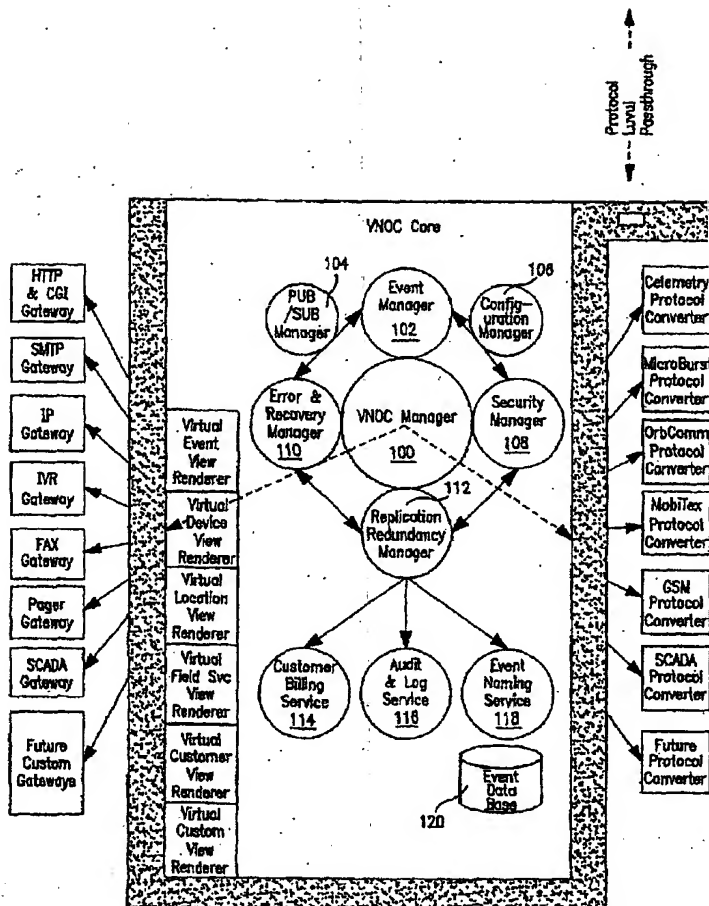 Protocol
Luvul
Passthrough
VNOC Core
HTTP
& CGI
Gateway
SMTP
Gateway
IP
Gateway
IVR
Gateway
FAX
Gateway
Pager
Gateway
SCADA
Gateway
Future
Custom
Gateways
Virtual
Event
View
Renderer
Virtual
Device
View
Renderer
Virtual
Location
View
Renderer
Virtual
Field Svc
View
Renderer
Virtual
Customer
View
Renderer
Virtual
Custom
View
Renderer
104
PUB
/SUB
Manager
Event
Manager
102
106
Config-
uration
Manager
Error &
Recovery
Manager
110
VNOC Manager
100
Security
Manager
108
112
Replication
Redundancy
Manager
Customer
Billing
Service
114
Audit
& Log
Service
116
Event
Naming
Service
118
Event
Data
Base
120
Celemetry
Protocol
Converter
MicroBurst
Protocol
Converter
OrbComm
Protocol
Converter
MobiTex
Protocol
Converter
GSM
Protocol
Converter
SCADA
Protocol
Converter
Future
Protocol
Converter